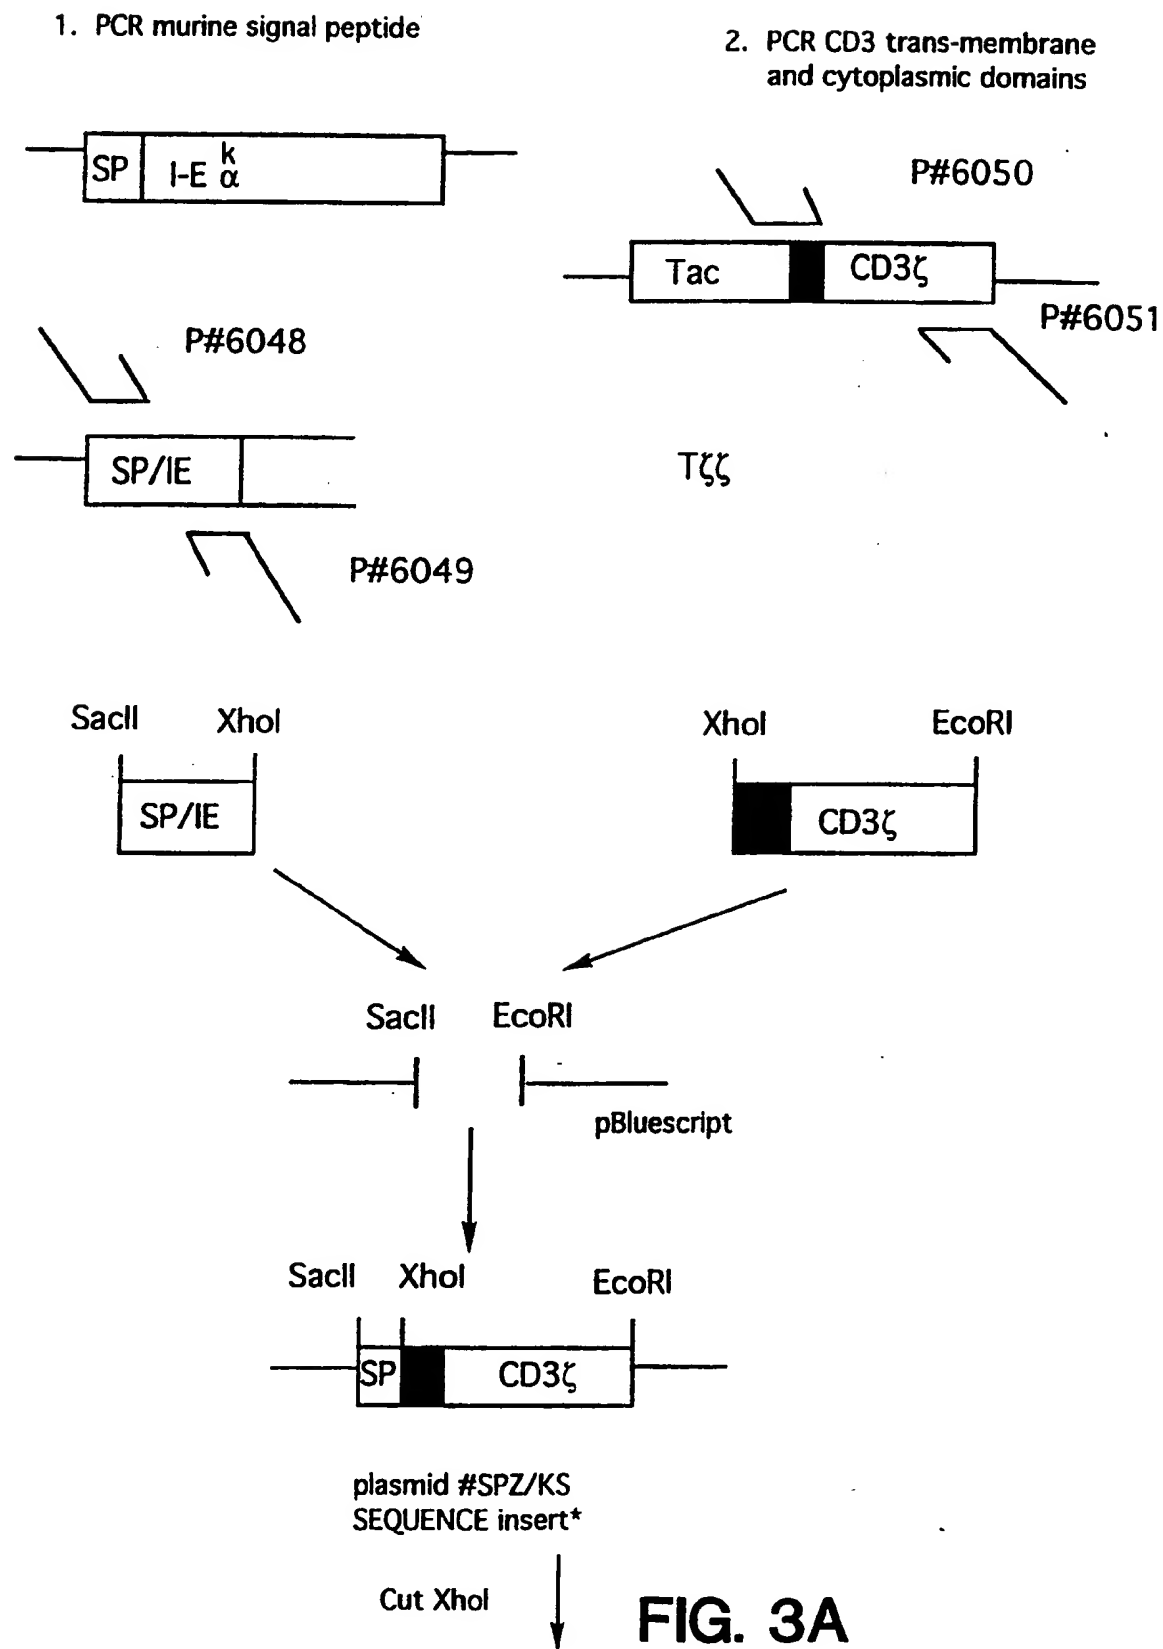 1. PCR murine signal peptide
2. PCR CD3 trans-membrane
and cytoplasmic domains
SP
I-E k α
P#6050
Tac
CD3ζ
P#6051
P#6048
SP/IE
Tζζ
P#6049
SacII
XhoI
XhoI
EcoRI
SP/IE
CD3ζ
SacII
EcoRI
pBluescript
SacII
XhoI
EcoRI
SP
CD3ζ
plasmid #SPZ/KS
SEQUENCE insert*
Cut XhoI
FIG. 3A